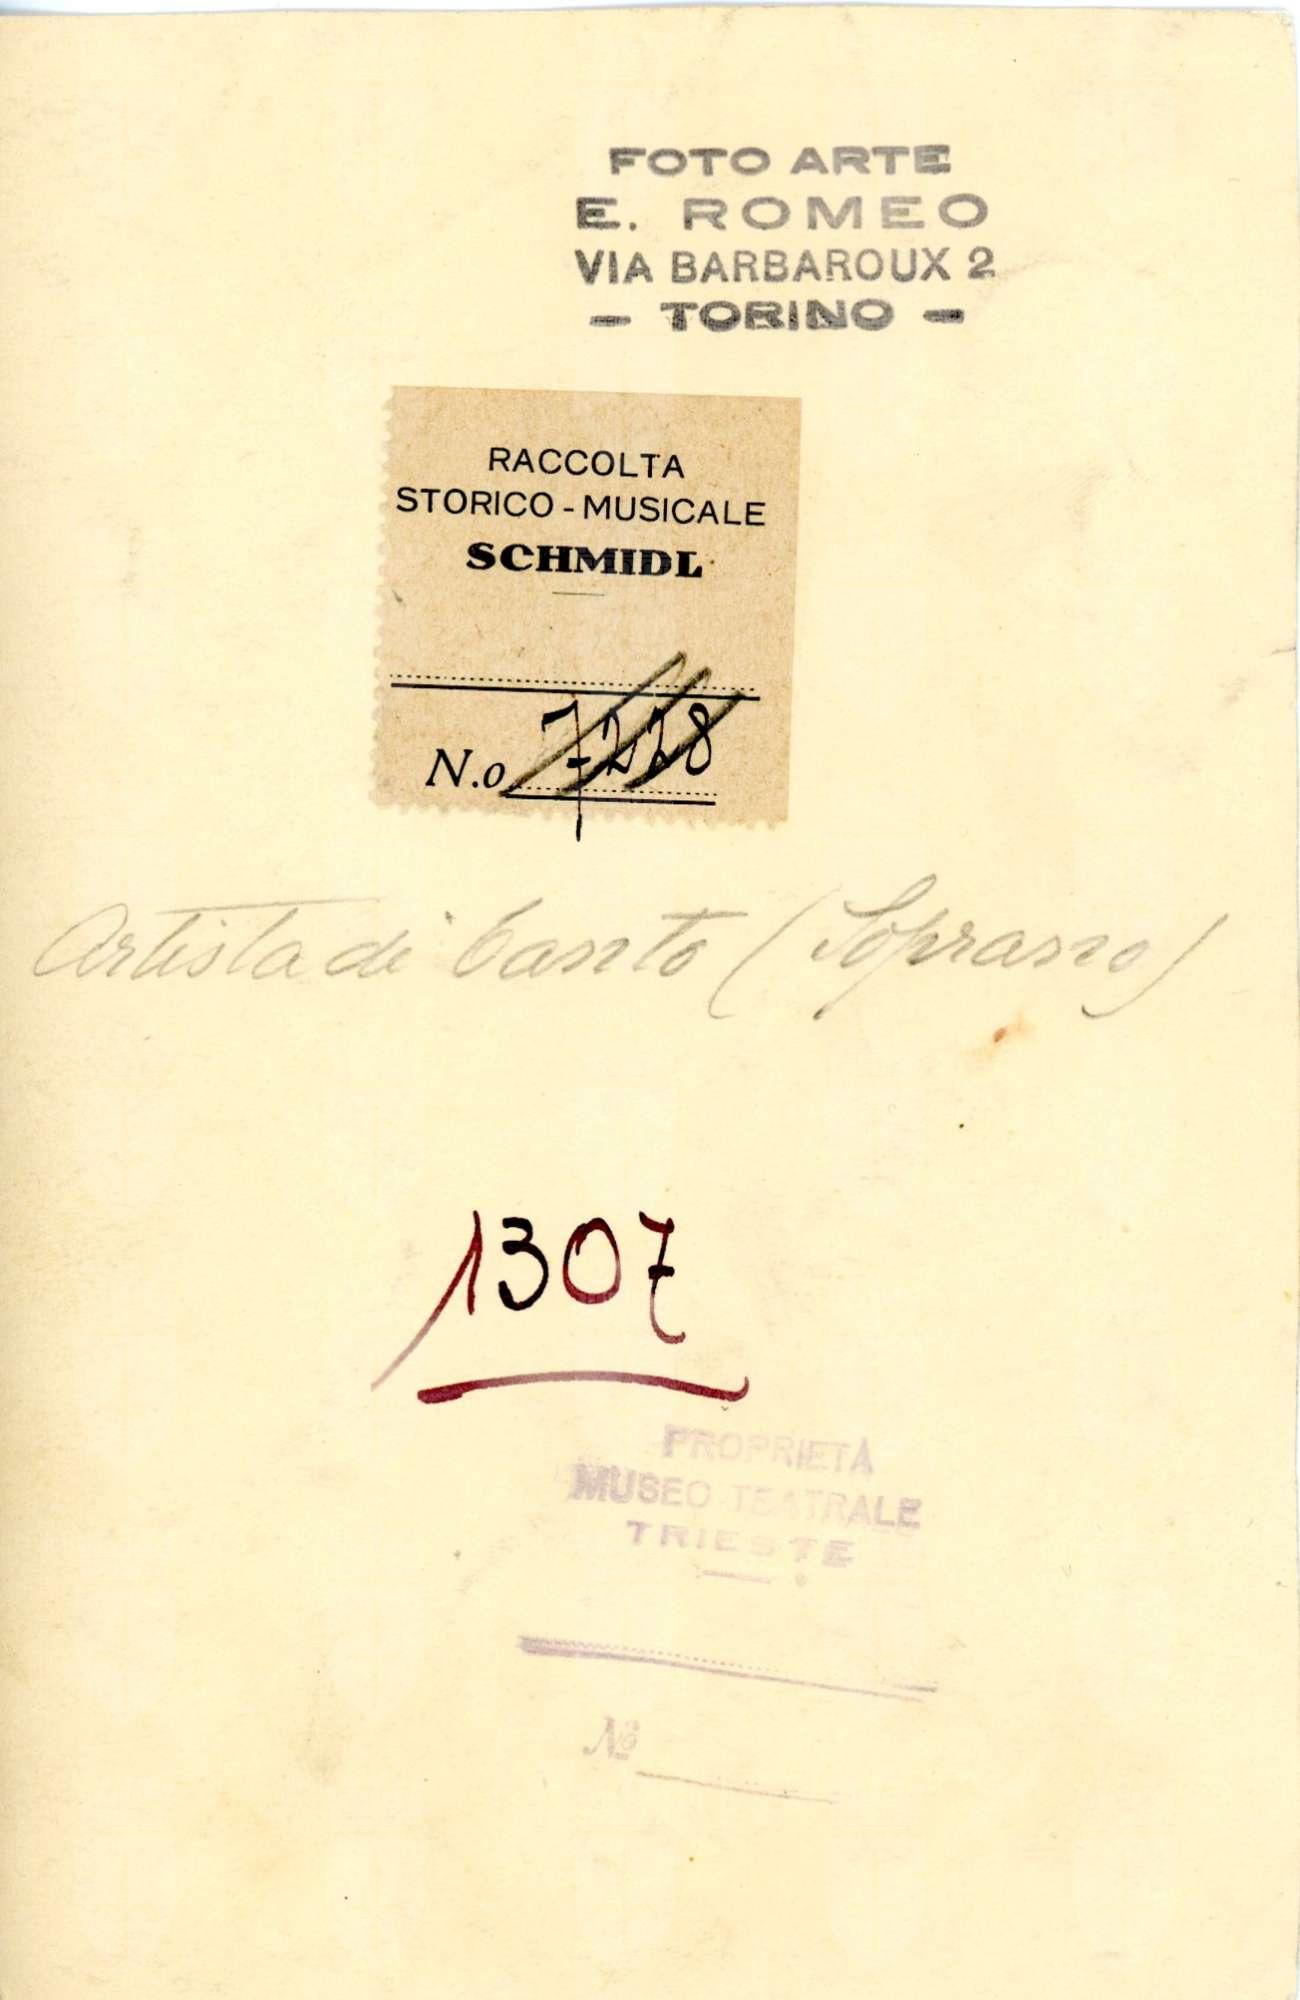 FOTO ARTE
E. ROMEO
VIA BARBAROUX 2
- TORINO -
RACCOLTA
STORICO - MUSICALE
SCHMIDL
N.o 7228
Artista di Canto (Soprano)
1307
PROPRIETÀ
MUSEO TEATRALE
TRIESTE
No